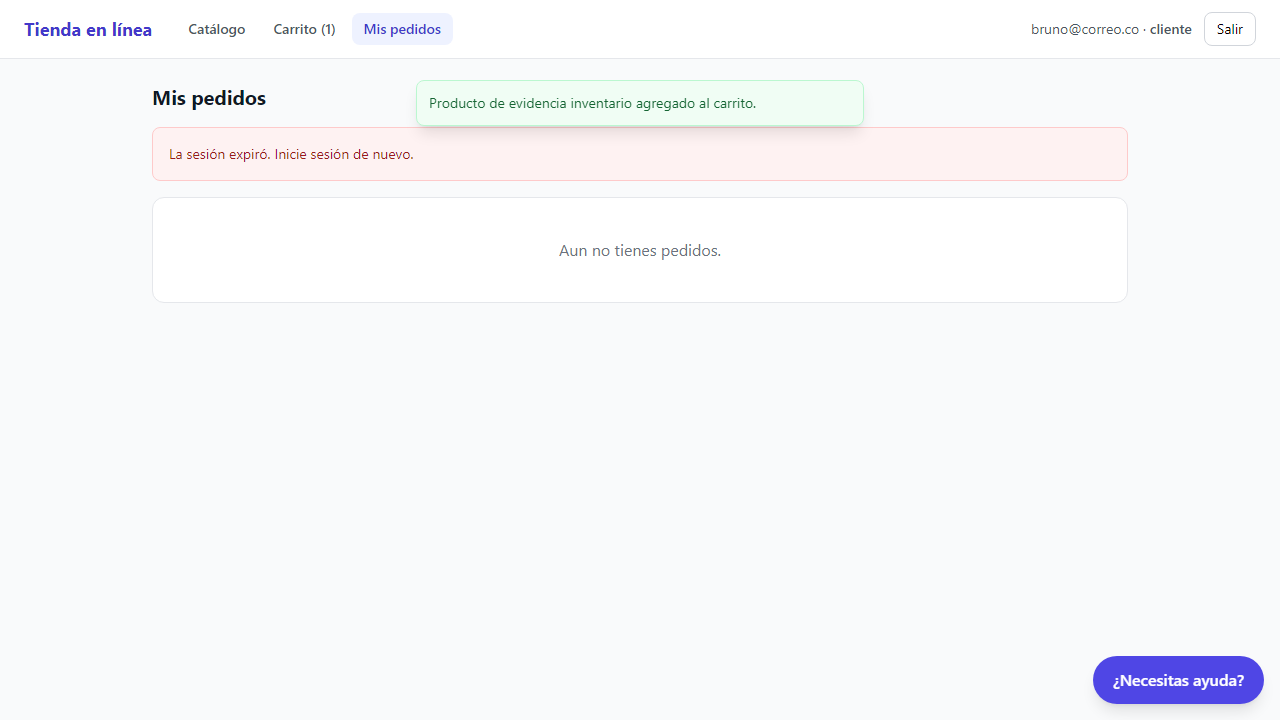 Tienda en línea
Catálogo
Carrito (1)
Mis pedidos
bruno@correo.co · cliente
Salir
Mis pedidos
Producto de evidencia inventario agregado al carrito.
La sesión expiró. Inicie sesión de nuevo.
Aun no tienes pedidos.
¿Necesitas ayuda?